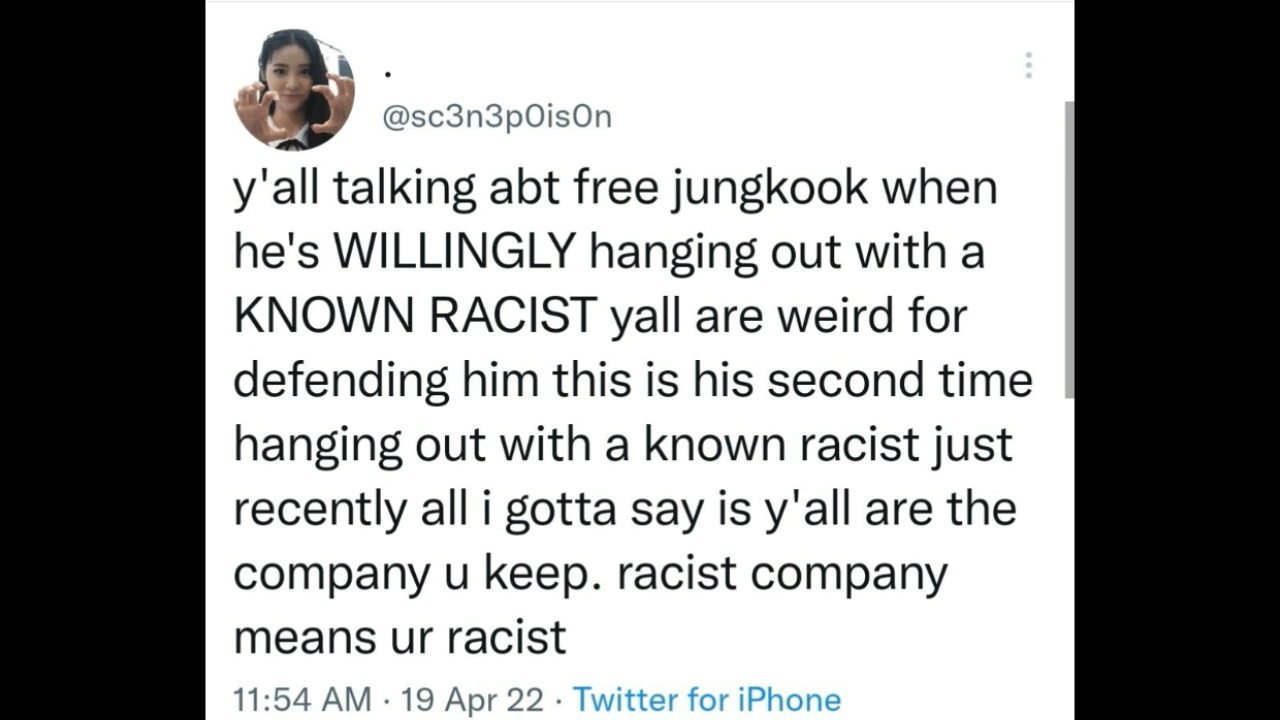 .
@sc3n3p0is0n
y'all talking abt free jungkook when
he's WILLINGLY hanging out with a
KNOWN RACIST yall are weird for
defending him this is his second time
hanging out with a known racist just
recently all i gotta say is y'all are the
company u keep. racist company
means ur racist
11:54 AM · 19 Apr 22 · Twitter for iPhone